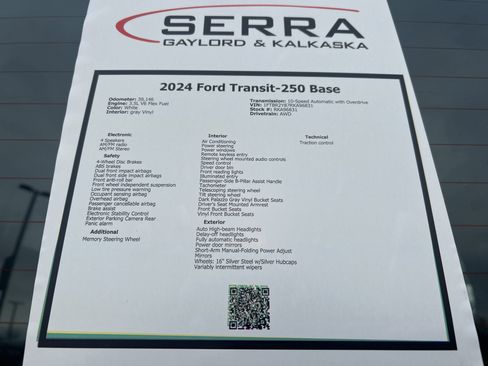 SERRA
GAYLORD & KALKASKA
2024 Ford Transit-250 Base
Odometer: 39,146
Engine: 3.5L V6 Flex Fuel
Color: White
Interior: gray Vinyl
Transmission: 10-Speed Automatic with Overdrive
VIN: 1FTBR2Y87RKA96831
Stock #: RKA96831
Drivetrain: AWD
Electronic
4 Speakers
AM/FM radio
AM/FM Stereo
Safety
4-Wheel Disc Brakes
ABS brakes
Dual front impact airbags
Dual front side impact airbags
Front anti-roll bar
Front wheel independent suspension
Low tire pressure warning
Occupant sensing airbag
Overhead airbag
Passenger cancellable airbag
Brake assist
Electronic Stability Control
Exterior Parking Camera Rear
Panic alarm
Additional
Memory Steering Wheel
Interior
Air Conditioning
Power steering
Power windows
Remote keyless entry
Steering wheel mounted audio controls
Speed control
Driver door bin
Front reading lights
Illuminated entry
Passenger-Side B-Pillar Assist Handle
Tachometer
Telescoping steering wheel
Tilt steering wheel
Dark Palazzo Gray Vinyl Bucket Seats
Driver's Seat Mounted Armrest
Front Bucket Seats
Vinyl Front Bucket Seats
Exterior
Auto High-beam Headlights
Delay-off headlights
Fully automatic headlights
Power door mirrors
Short-Arm Manual-Folding Power Adjust
Mirrors
Wheels: 16" Silver Steel w/Silver Hubcaps
Variably intermittent wipers
Technical
Traction control